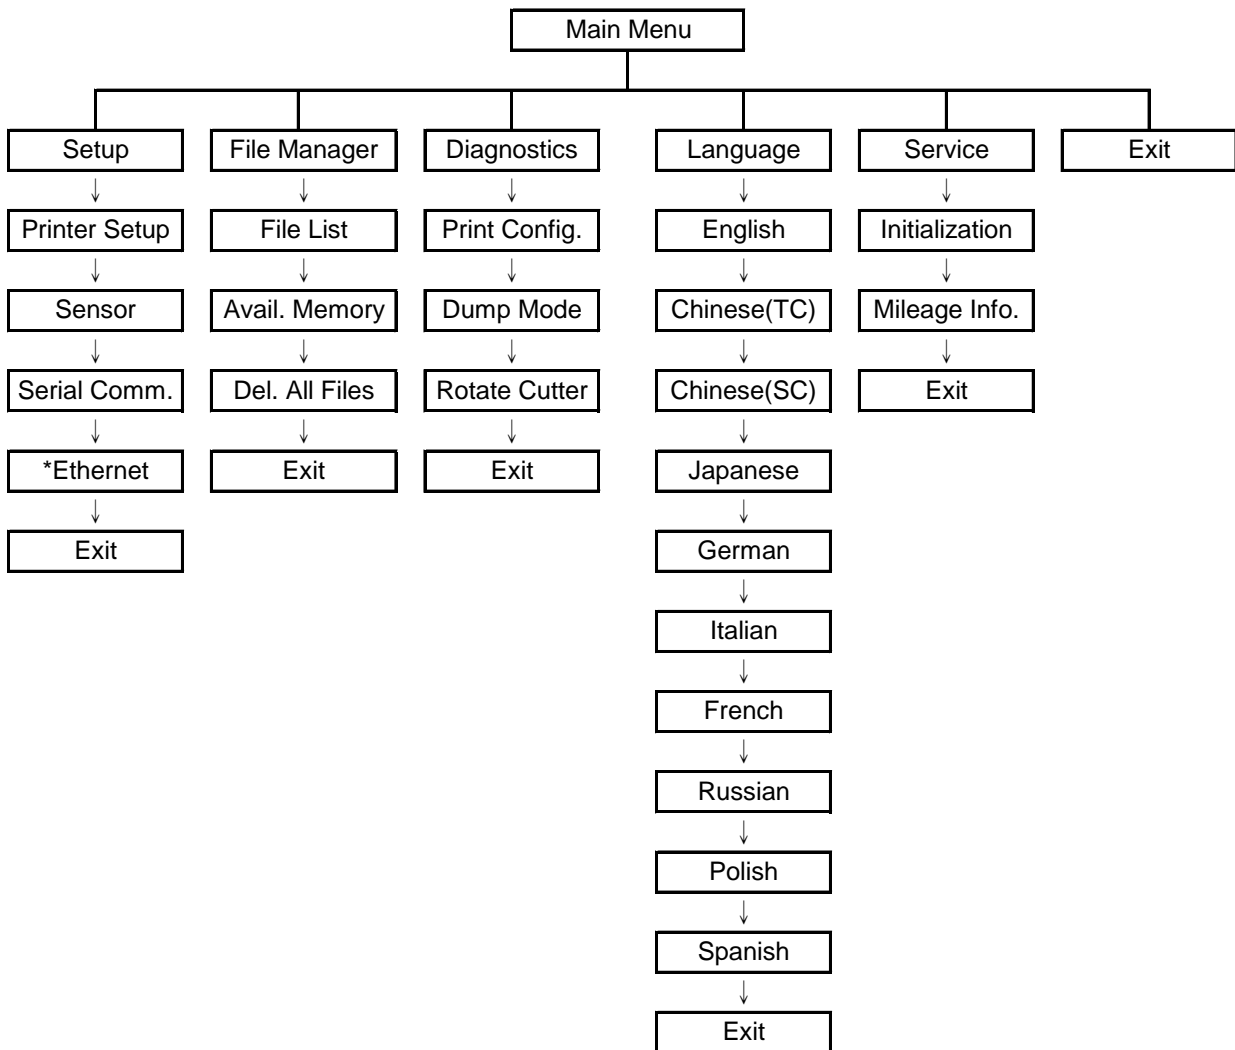 Main Menu
Setup
File Manager
Diagnostics
Language
Service
Exit
Printer Setup
File List
Print Config.
English
Initialization
Sensor
Avail. Memory
Dump Mode
Chinese(TC)
Mileage Info.
Serial Comm.
Del. All Files
Rotate Cutter
Chinese(SC)
Exit
*Ethernet
Exit
Exit
Japanese
Exit
German
Italian
French
Russian
Polish
Spanish
Exit